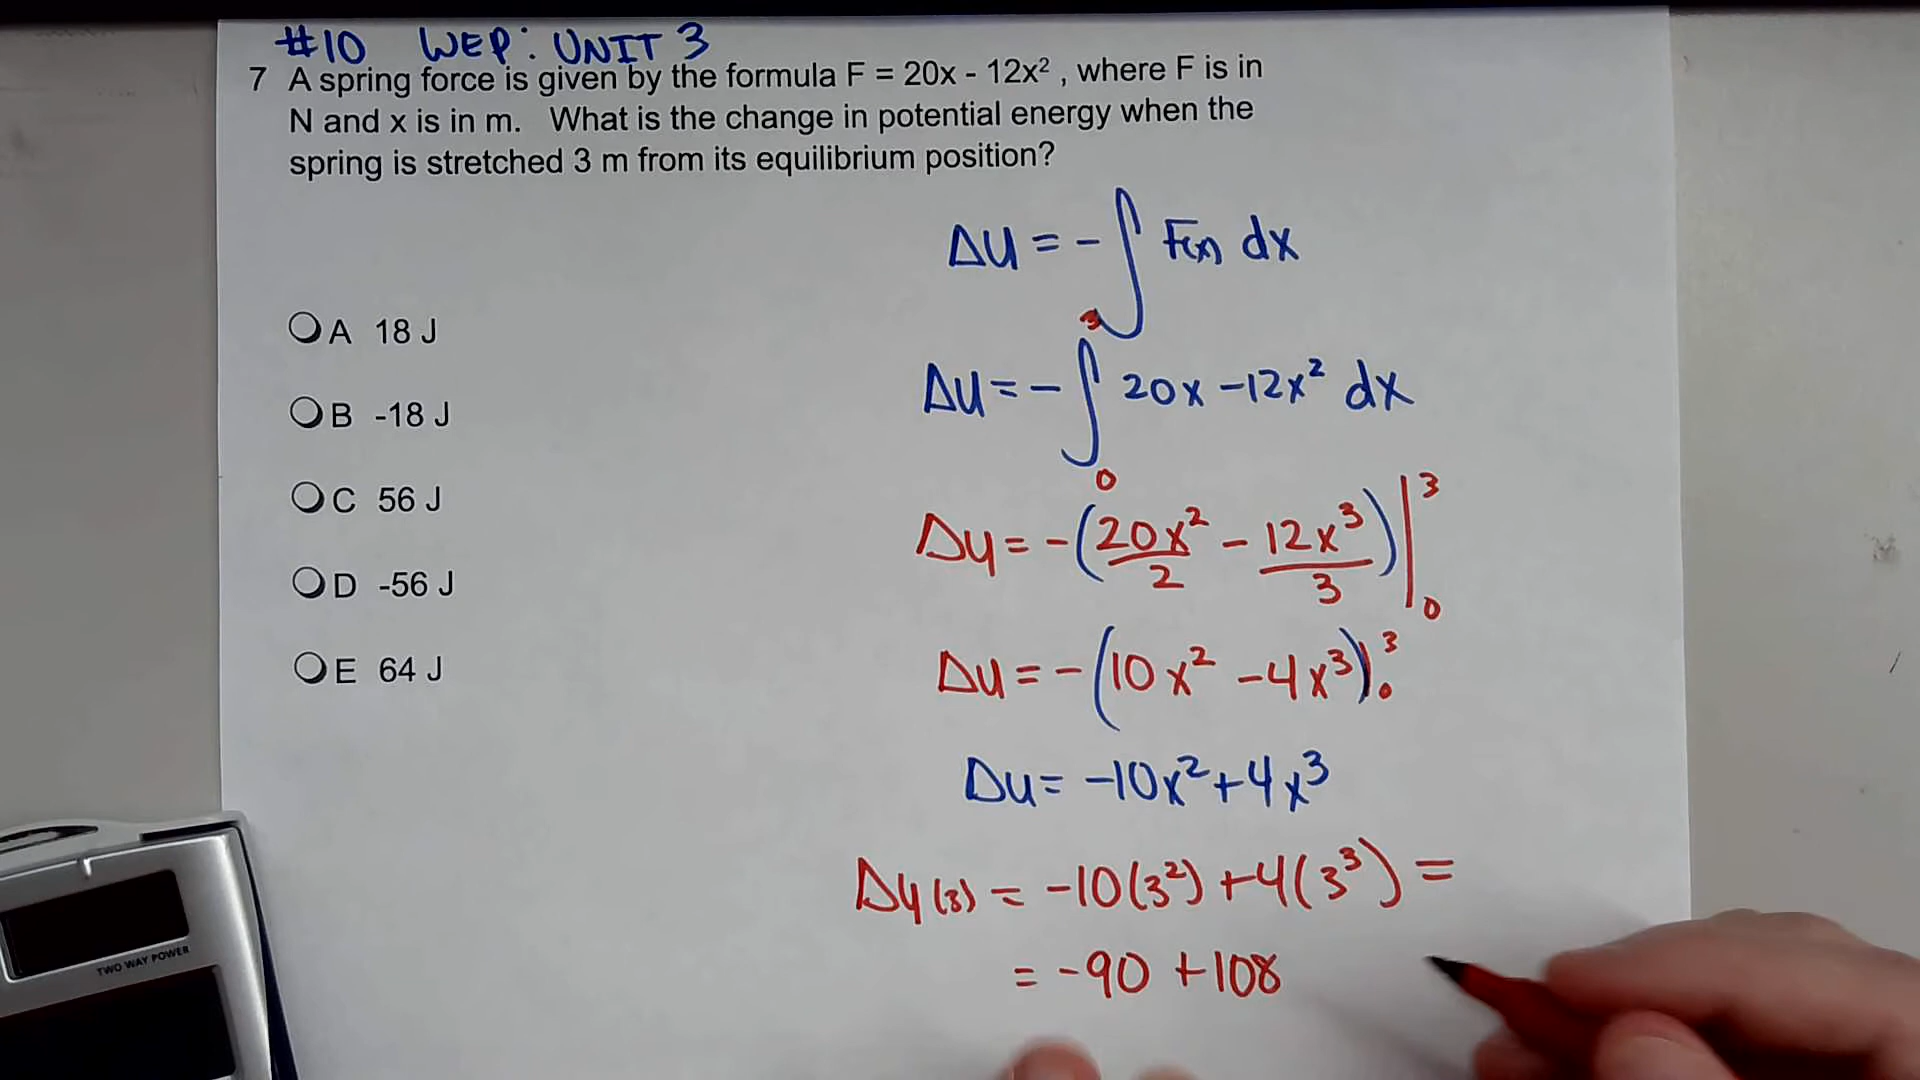 #10 WEP: UNIT 3
7 A spring force is given by the formula F = 20x - 12x² , where F is in
N and x is in m. What is the change in potential energy when the
spring is stretched 3 m from its equilibrium position?
ΔU = -∫ F(x) dx
A 18 J
3
ΔU = -∫ 20x -12x² dx
0
B -18 J
C 56 J
ΔU = -(20x²/2 - 12x³/3)|₀³
D -56 J
ΔU = -(10x² -4x³)|₀³
E 64 J
ΔU = -10x²+4x³
ΔU(3) = -10(3²) +4(3³) =
= -90 +108
TWO WAY POWER